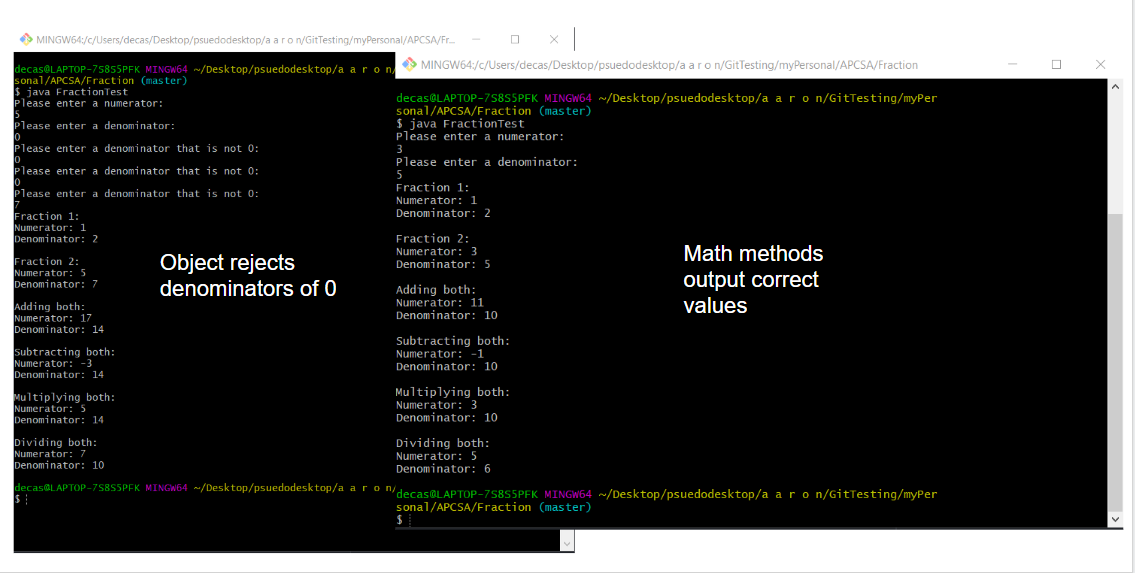 MINGW64:/c/Users/decas/Desktop/psuedodesktop/a a r o n/GitTesting/myPersonal/APCSA/Fr...
decas@LAPTOP-7S8S5PFK MINGW64 ~/Desktop/psuedodesktop/a a r o n/
sonal/APCSA/Fraction (master)
$ java FractionTest
Please enter a numerator:
5
Please enter a denominator:
0
Please enter a denominator that is not 0:
0
Please enter a denominator that is not 0:
0
Please enter a denominator that is not 0:
7
Fraction 1:
Numerator: 1
Denominator: 2
Fraction 2:
Numerator: 5
Denominator: 7
Adding both:
Numerator: 17
Denominator: 14
Subtracting both:
Numerator: -3
Denominator: 14
Multiplying both:
Numerator: 5
Denominator: 14
Dividing both:
Numerator: 7
Denominator: 10
decas@LAPTOP-7S8S5PFK MINGW64 ~/Desktop/psuedodesktop/a a r o n/
$
Object rejects
denominators of 0
MINGW64:/c/Users/decas/Desktop/psuedodesktop/a a r o n/GitTesting/myPersonal/APCSA/Fraction
decas@LAPTOP-7S8S5PFK MINGW64 ~/Desktop/psuedodesktop/a a r o n/GitTesting/myPer
sonal/APCSA/Fraction (master)
$ java FractionTest
Please enter a numerator:
3
Please enter a denominator:
5
Fraction 1:
Numerator: 1
Denominator: 2
Fraction 2:
Numerator: 3
Denominator: 5
Adding both:
Numerator: 11
Denominator: 10
Subtracting both:
Numerator: -1
Denominator: 10
Multiplying both:
Numerator: 3
Denominator: 10
Dividing both:
Numerator: 5
Denominator: 6
decas@LAPTOP-7S8S5PFK MINGW64 ~/Desktop/psuedodesktop/a a r o n/GitTesting/myPer
sonal/APCSA/Fraction (master)
$
Math methods
output correct
values